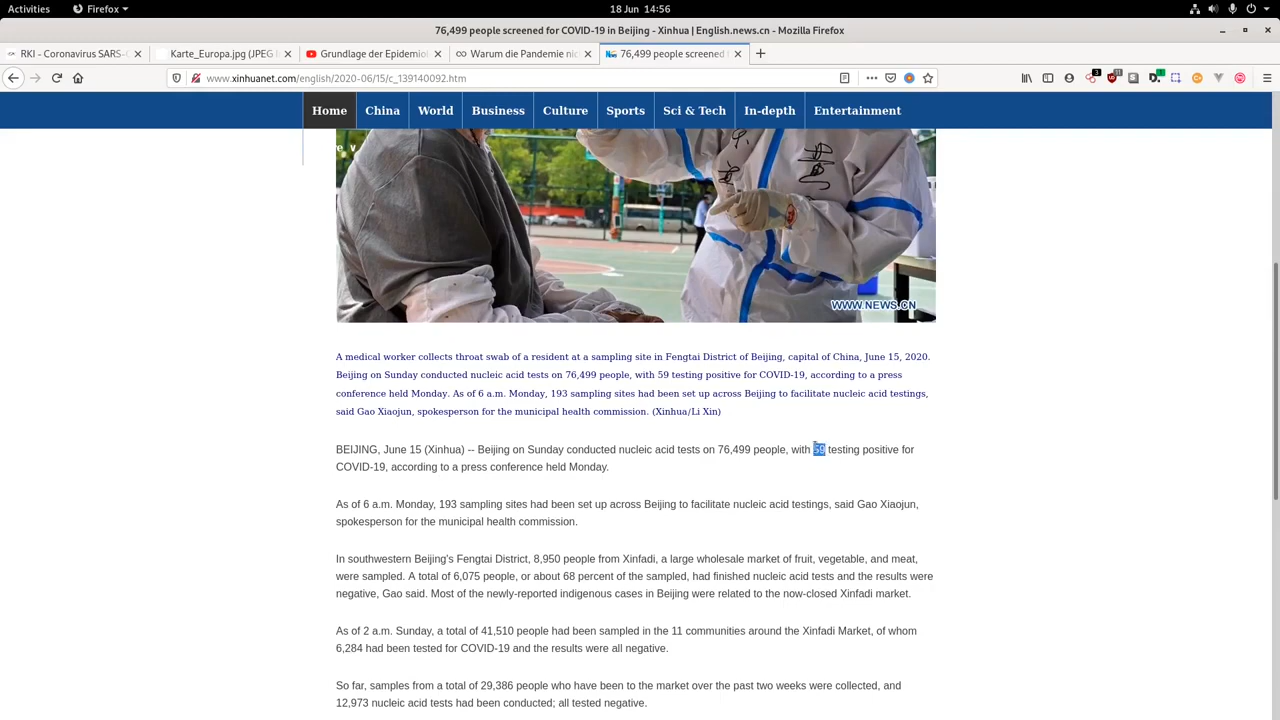 Activities
Firefox
18 Jun 14:56
76,499 people screened for COVID-19 in Beijing - Xinhua | English.news.cn - Mozilla Firefox
RKI - Coronavirus SARS-C
Karte_Europa.jpg (JPEG I
Grundlage der Epidemiol
Warum die Pandemie nic
76,499 people screened f
www.xinhuanet.com/english/2020-06/15/c_139140092.htm
Home China World Business Culture Sports Sci & Tech In-depth Entertainment
WWW.NEWS.CN
A medical worker collects throat swab of a resident at a sampling site in Fengtai District of Beijing, capital of China, June 15, 2020.
Beijing on Sunday conducted nucleic acid tests on 76,499 people, with 59 testing positive for COVID-19, according to a press
conference held Monday. As of 6 a.m. Monday, 193 sampling sites had been set up across Beijing to facilitate nucleic acid testings,
said Gao Xiaojun, spokesperson for the municipal health commission. (Xinhua/Li Xin)
BEIJING, June 15 (Xinhua) -- Beijing on Sunday conducted nucleic acid tests on 76,499 people, with 59 testing positive for
COVID-19, according to a press conference held Monday.
As of 6 a.m. Monday, 193 sampling sites had been set up across Beijing to facilitate nucleic acid testings, said Gao Xiaojun,
spokesperson for the municipal health commission.
In southwestern Beijing's Fengtai District, 8,950 people from Xinfadi, a large wholesale market of fruit, vegetable, and meat,
were sampled. A total of 6,075 people, or about 68 percent of the sampled, had finished nucleic acid tests and the results were
negative, Gao said. Most of the newly-reported indigenous cases in Beijing were related to the now-closed Xinfadi market.
As of 2 a.m. Sunday, a total of 41,510 people had been sampled in the 11 communities around the Xinfadi Market, of whom
6,284 had been tested for COVID-19 and the results were all negative.
So far, samples from a total of 29,386 people who have been to the market over the past two weeks were collected, and
12,973 nucleic acid tests had been conducted; all tested negative.